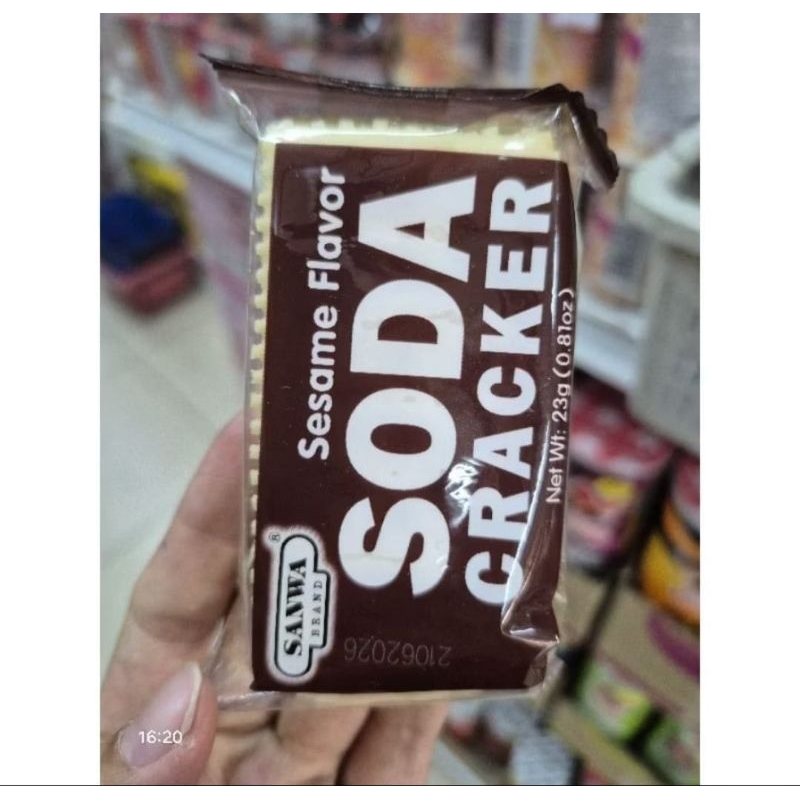 Sesame Flavor
SODA
CRACKER
Net Wt: 23g (0.81oz)
SANWA®
BRAND
21062026
16:20